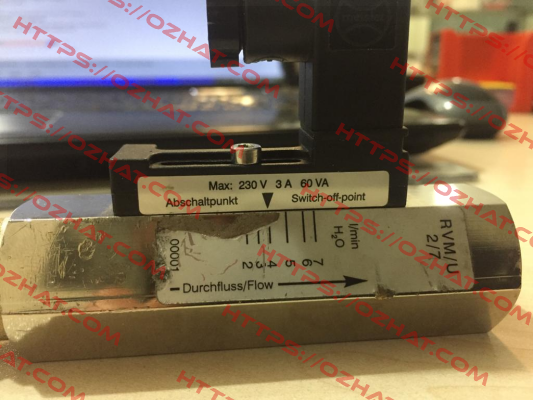 Max: 230 V 3 A 60 VA
Abschaltpunkt Switch-off-point
RVM/U
2/7
l/min
H₂O
7
6
5
4
3
2
00001
Durchfluss/Flow
HTTPS://OZHAT.COM